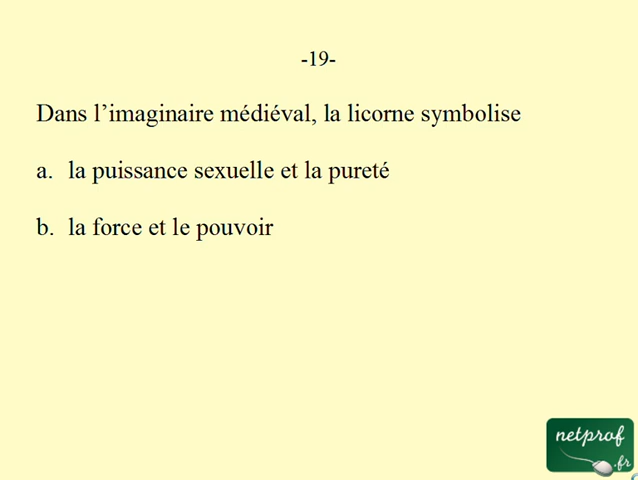 -19-
Dans l’imaginaire médiéval, la licorne symbolise
a. la puissance sexuelle et la pureté
b. la force et le pouvoir
netprof
.fr